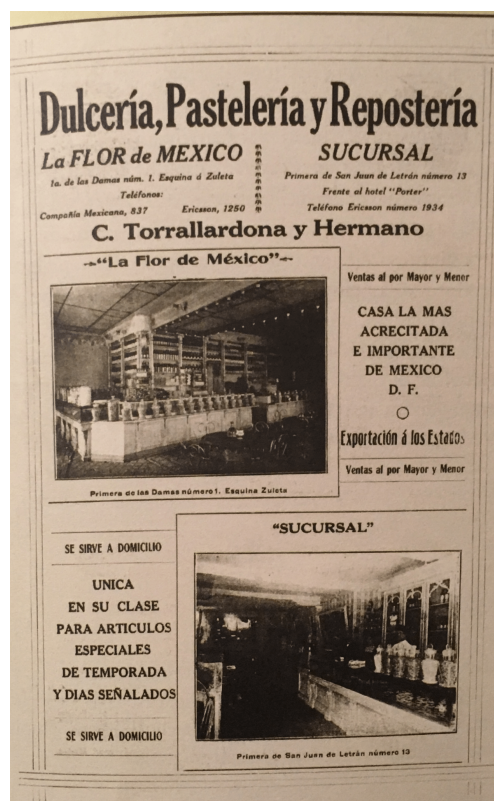 Dulcería, Pastelería y Repostería
La FLOR de MEXICO
1a. de las Damas núm. 1. Esquina á Zuleta
Teléfonos:
Compañía Mexicana, 837 Ericsson, 1250
SUCURSAL
Primera de San Juan de Letrán número 13
Frente al hotel "Porter"
Teléfono Ericsson número 1934
C. Torrallardona y Hermano
"La Flor de México"
Primera de las Damas número 1. Esquina Zuleta
Ventas al por Mayor y Menor
CASA LA MAS
ACREDITADA
E IMPORTANTE
DE MEXICO
D. F.
Exportación á los Estados
Ventas al por Mayor y Menor
SE SIRVE A DOMICILIO
UNICA
EN SU CLASE
PARA ARTICULOS
ESPECIALES
DE TEMPORADA
Y DIAS SEÑALADOS
SE SIRVE A DOMICILIO
"SUCURSAL"
Primera de San Juan de Letrán número 13